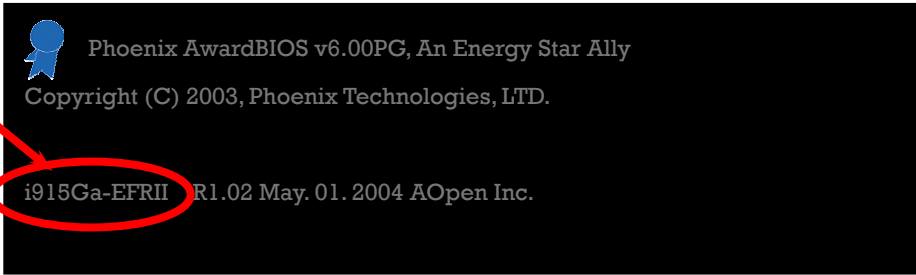 Phoenix AwardBIOS v6.00PG, An Energy Star Ally
Copyright (C) 2003, Phoenix Technologies, LTD.
i915Ga-EFRII R1.02 May. 01. 2004 AOpen Inc.